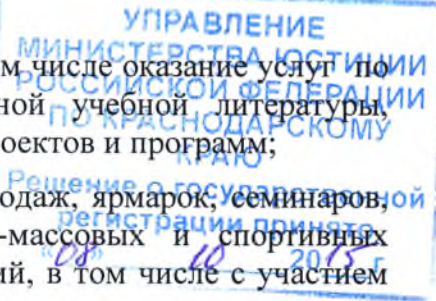 УПРАВЛЕНИЕ
МИНИСТЕРСТВА ЮСТИЦИИ
РОССИЙСКОЙ ФЕДЕРАЦИИ
ПО КРАСНОДАРСКОМУ
КРАЮ
Решение о государственной
регистрации принято
«08» 10 2015 г
м числе оказание услуг по
ной учебной литературы,
оектов и программ;
одаж, ярмарок, семинаров,
-массовых и спортивных
ий, в том числе с участием